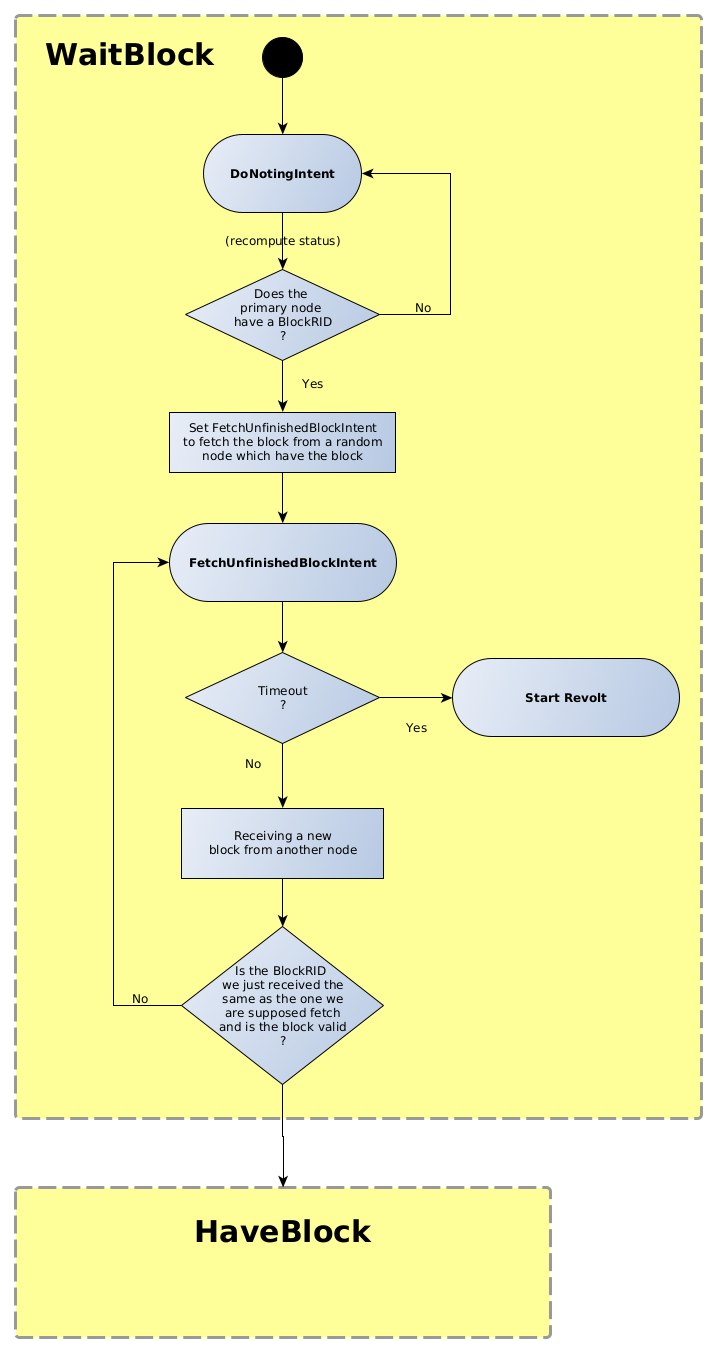 WaitBlock
DoNotingIntent
(recompute status)
Does the
primary node
have a BlockRID
?
No
Yes
Set FetchUnfinishedBlockIntent
to fetch the block from a random
node which have the block
FetchUnfinishedBlockIntent
Timeout
?
Start Revolt
Yes
No
Receiving a new
block from another node
Is the BlockRID
we just received the
same as the one we
are supposed fetch
and is the block valid
?
No
HaveBlock